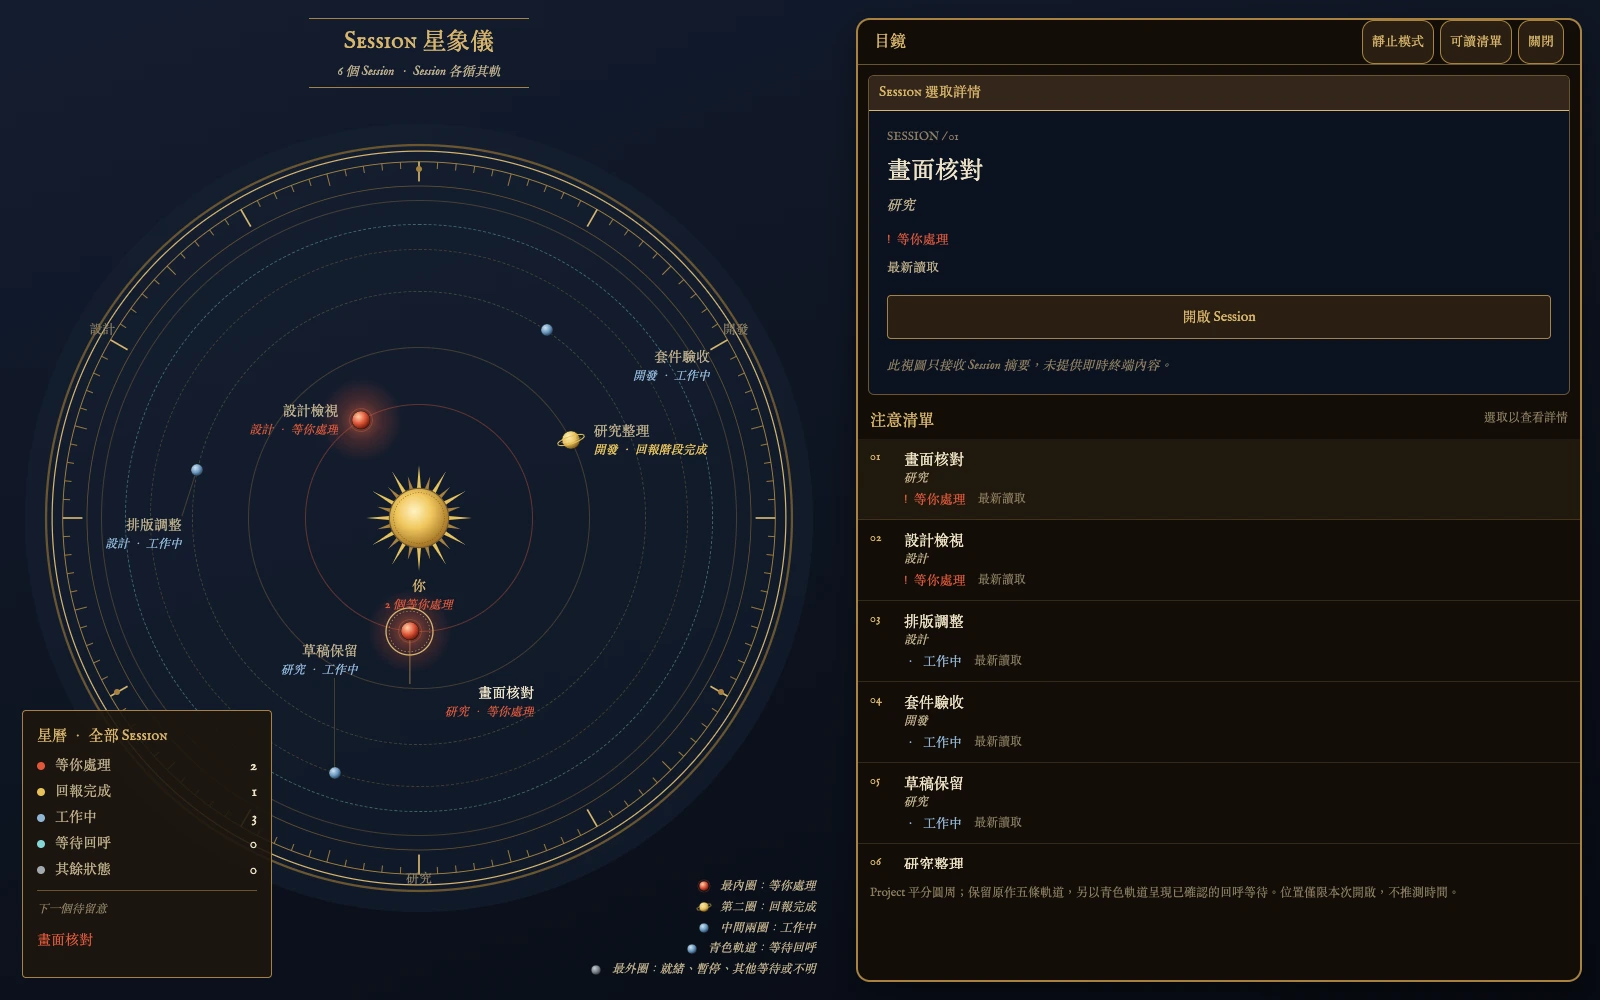 Session 星象儀
6 個 Session · Session 各循其軌
設計
開發
套件驗收
開發 · 工作中
設計檢視
設計 · 等你處理
研究整理
開發 · 回報階段完成
排版調整
設計 · 工作中
你
2 個等你處理
草稿保留
研究 · 工作中
畫面核對
研究 · 等你處理
研究
星曆 · 全部 Session
等你處理 2
回報完成 1
工作中 3
等待回呼 0
其餘狀態 0
下一個待留意
畫面核對
最內圈：等你處理
第二圈：回報完成
中間兩圈：工作中
青色軌道：等待回呼
最外圈：就緒、暫停、其他等待或不明
目鏡
靜止模式
可讀清單
關閉
Session 選取詳情
SESSION / 01
畫面核對
研究
! 等你處理
最新讀取
開啟 Session
此視圖只接收 Session 摘要，未提供即時終端內容。
注意清單
選取以查看詳情
01 畫面核對
研究
! 等你處理 最新讀取
02 設計檢視
設計
! 等你處理 最新讀取
03 排版調整
設計
· 工作中 最新讀取
04 套件驗收
開發
· 工作中 最新讀取
05 草稿保留
研究
· 工作中 最新讀取
06 研究整理
Project 平分圓周；保留原作五條軌道，另以青色軌道呈現已確認的回呼等待。位置僅限本次開啟，不推測時間。